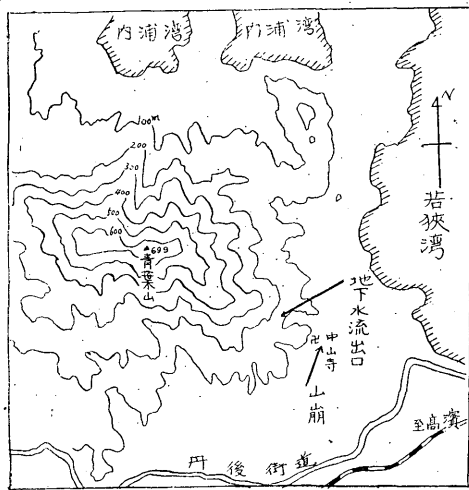 内浦湾
内浦湾
N
100m
200
300
400
500
600
▲699
青葉山
若狭湾
地下水流出口
卍中山寺
山崩
至高濱
丹後街道